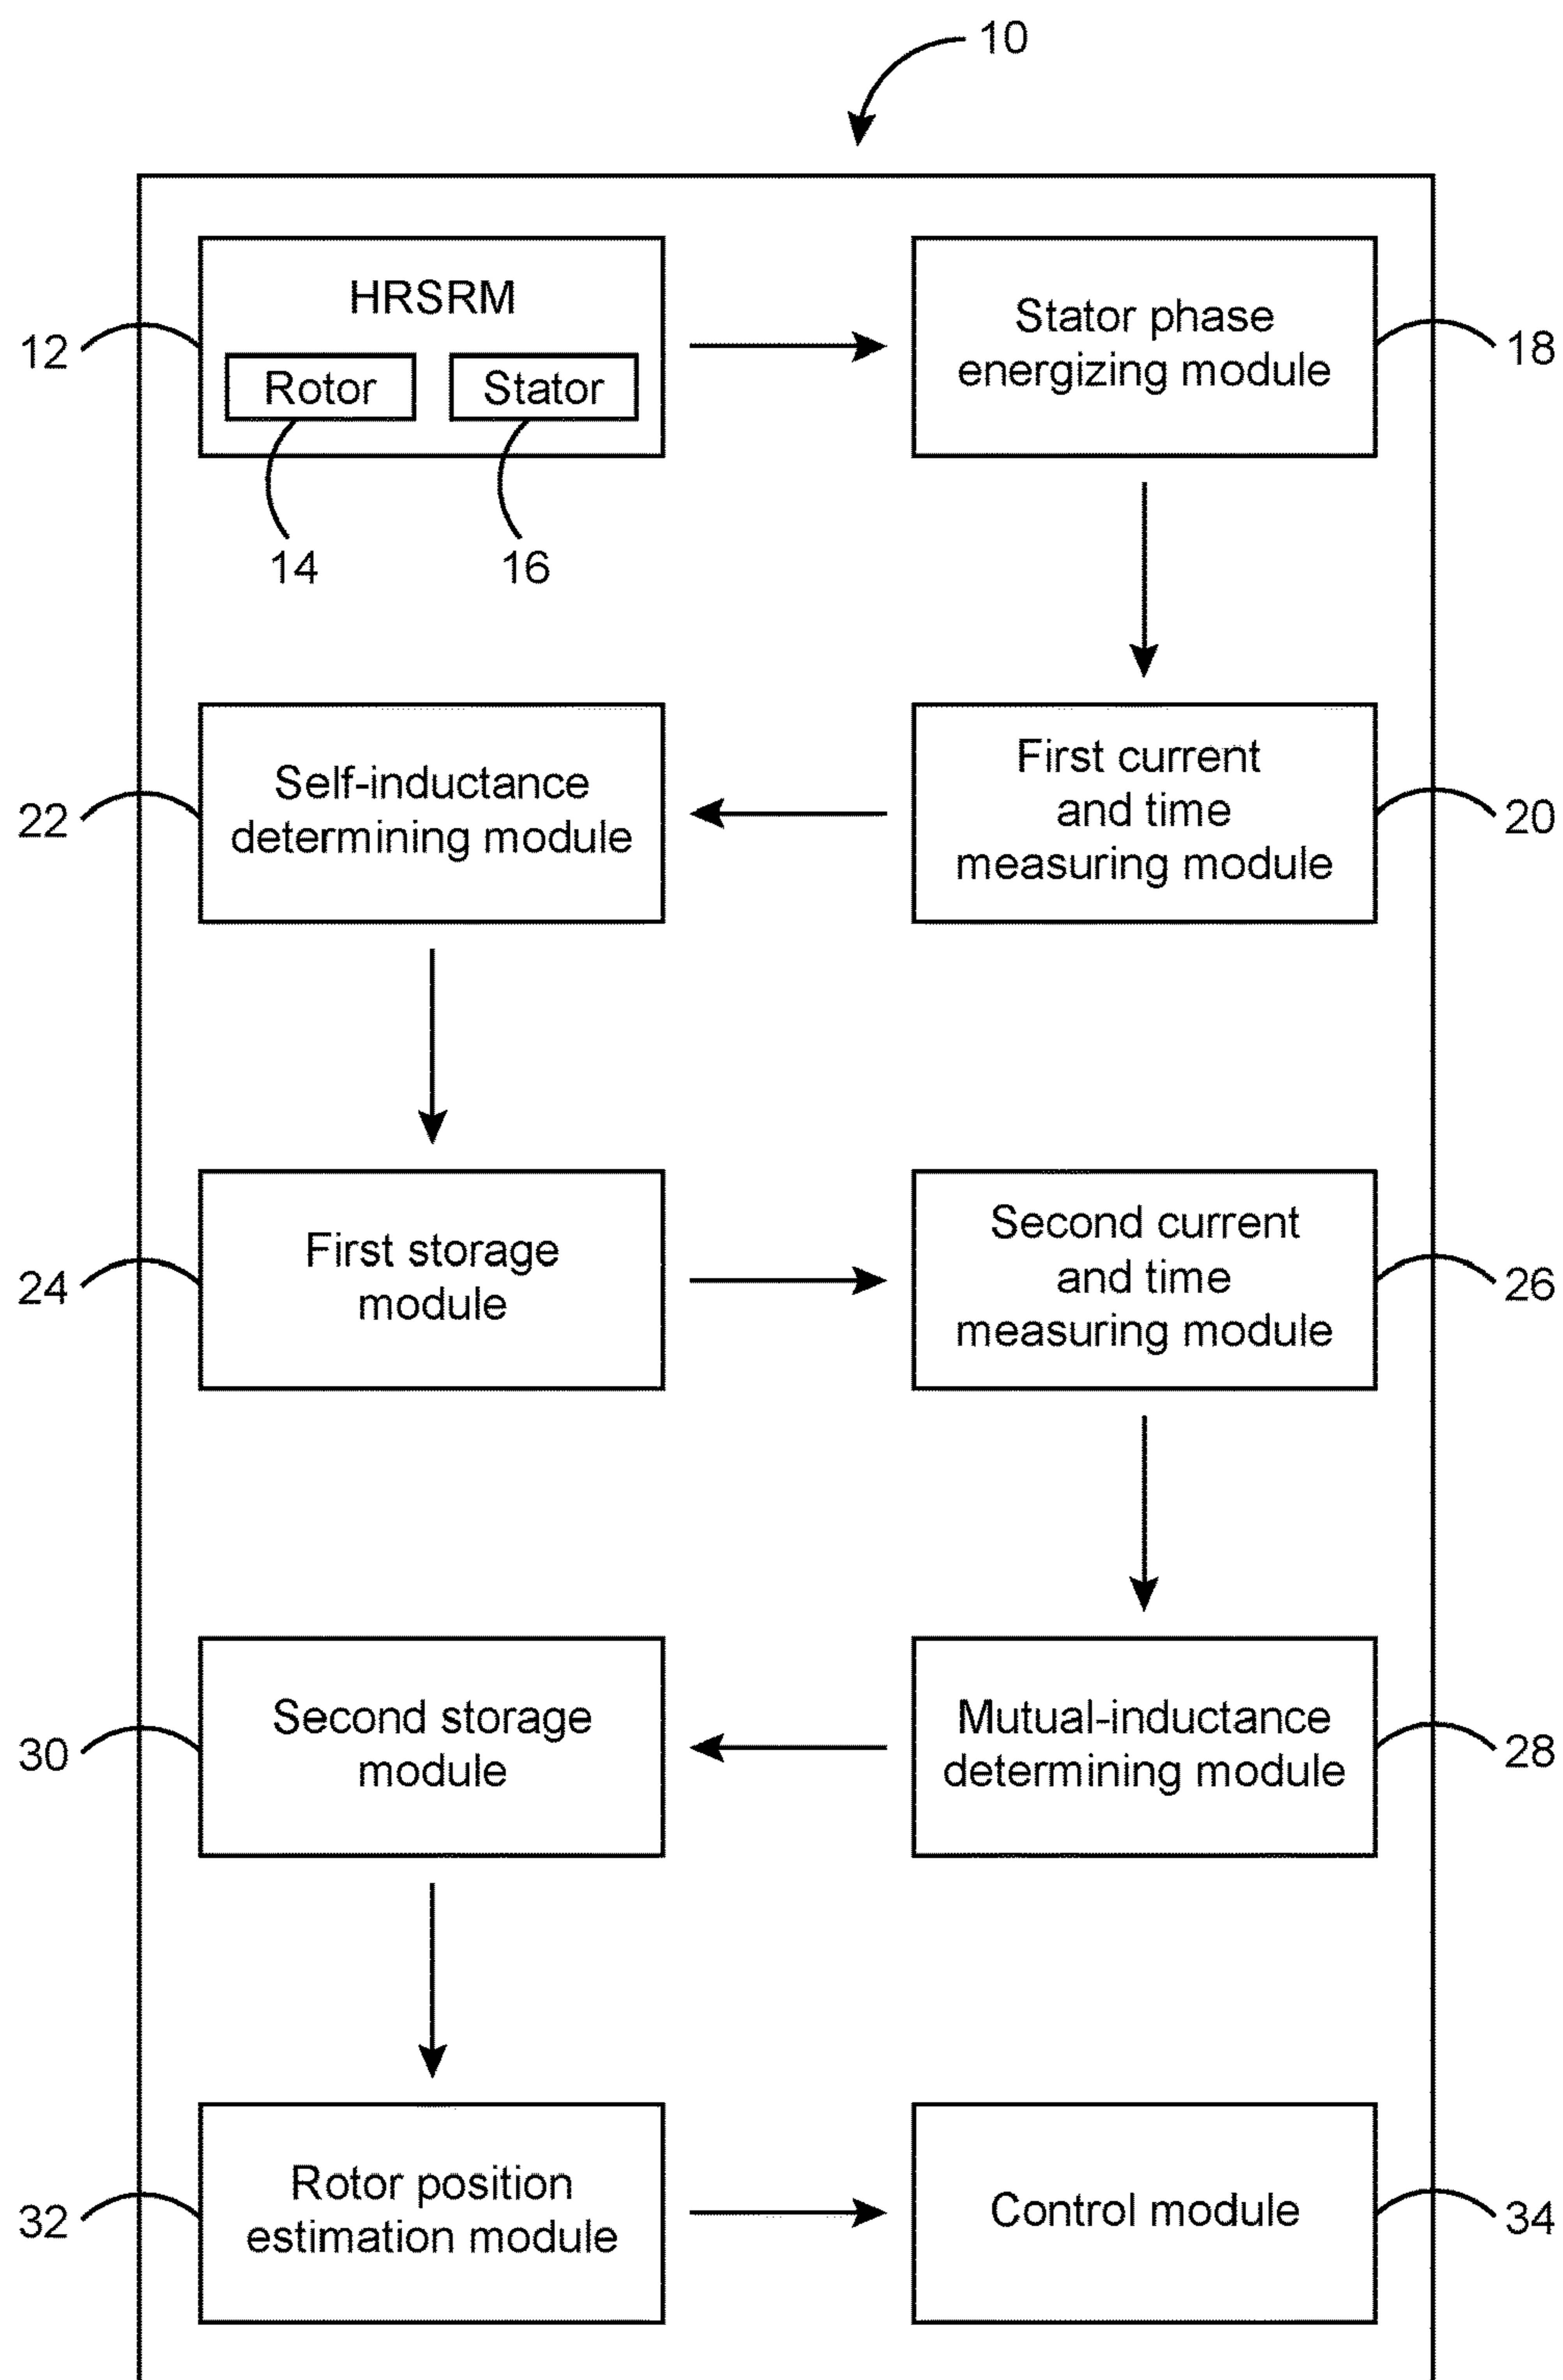 10
HRSRM
Rotor
Stator
12
14
16
Stator phase
energizing module
18
Self-inductance
determining module
22
First current
and time
measuring module
20
First storage
module
24
Second current
and time
measuring module
26
Second storage
module
30
Mutual-inductance
determining module
28
Rotor position
estimation module
32
Control module
34